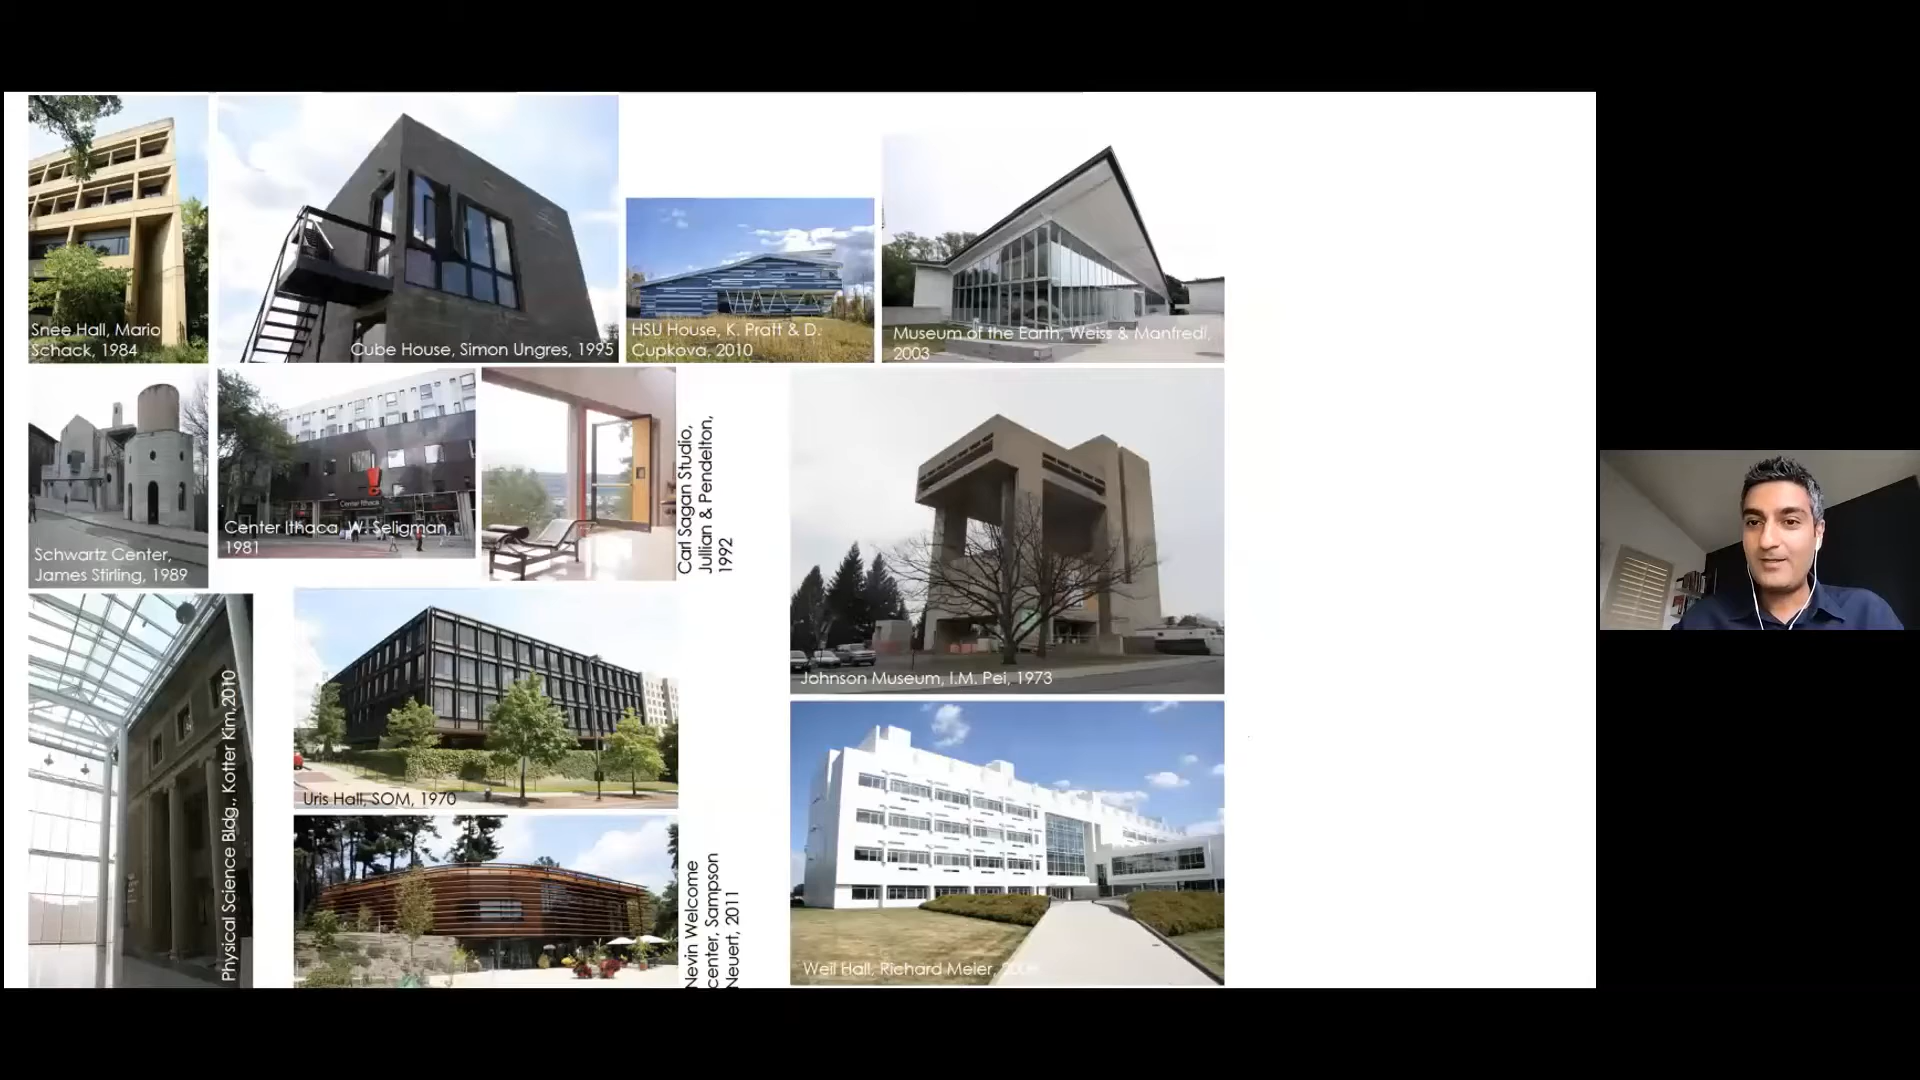 Snee Hall, Mario
Schack, 1984
Cube House, Simon Ungres, 1995
HSU House, K. Pratt & D.
Cupkova, 2010
Museum of the Earth, Weiss & Manfredi,
2003
Schwartz Center,
James Stirling, 1989
Center Ithaca
Center Ithaca, W. Seligman,
1981
Carl Sagan Studio,
Jullian & Pendelton,
1992
Johnson Museum, I.M. Pei, 1973
Physical Science Bldg., Kotter Kim,2010
Uris Hall, SOM, 1970
Nevin Welcome
center, Sampson
Neuert, 2011
Weil Hall, Richard Meier,